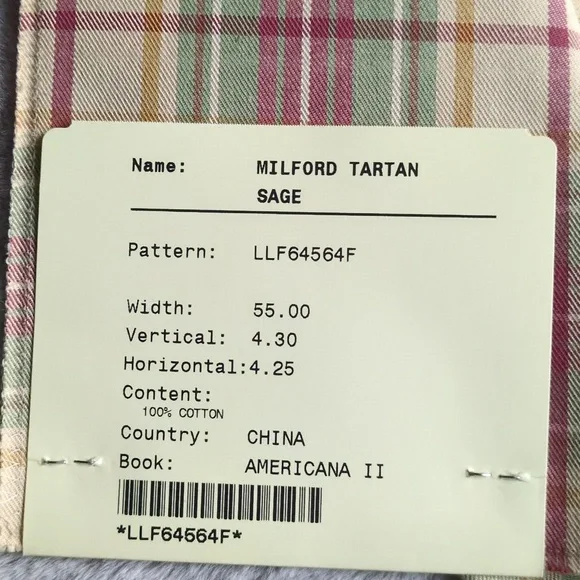 Name: MILFORD TARTAN
SAGE
Pattern: LLF64564F
Width: 55.00
Vertical: 4.30
Horizontal:4.25
Content:
100% COTTON
Country: CHINA
Book: AMERICANA II
*LLF64564F*